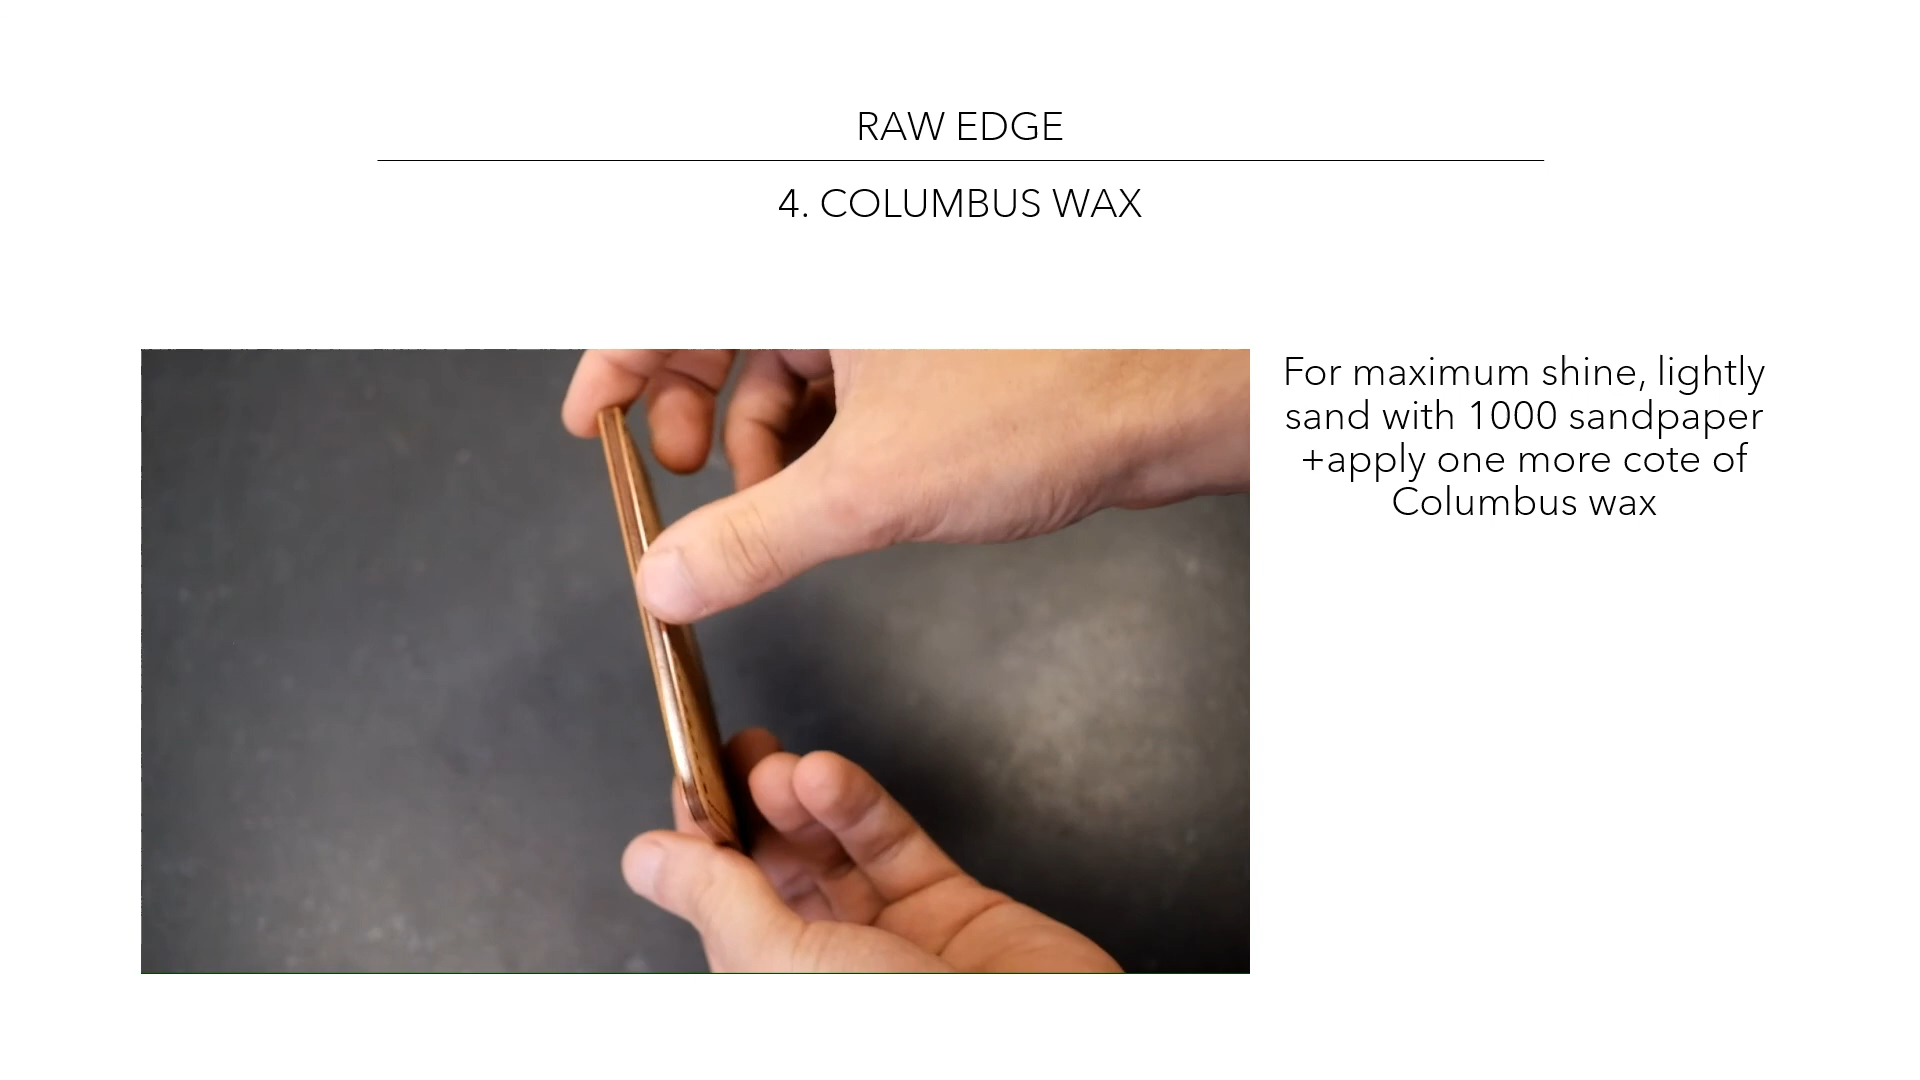 RAW EDGE
4. COLUMBUS WAX
For maximum shine, lightly
sand with 1000 sandpaper
+apply one more cote of
Columbus wax